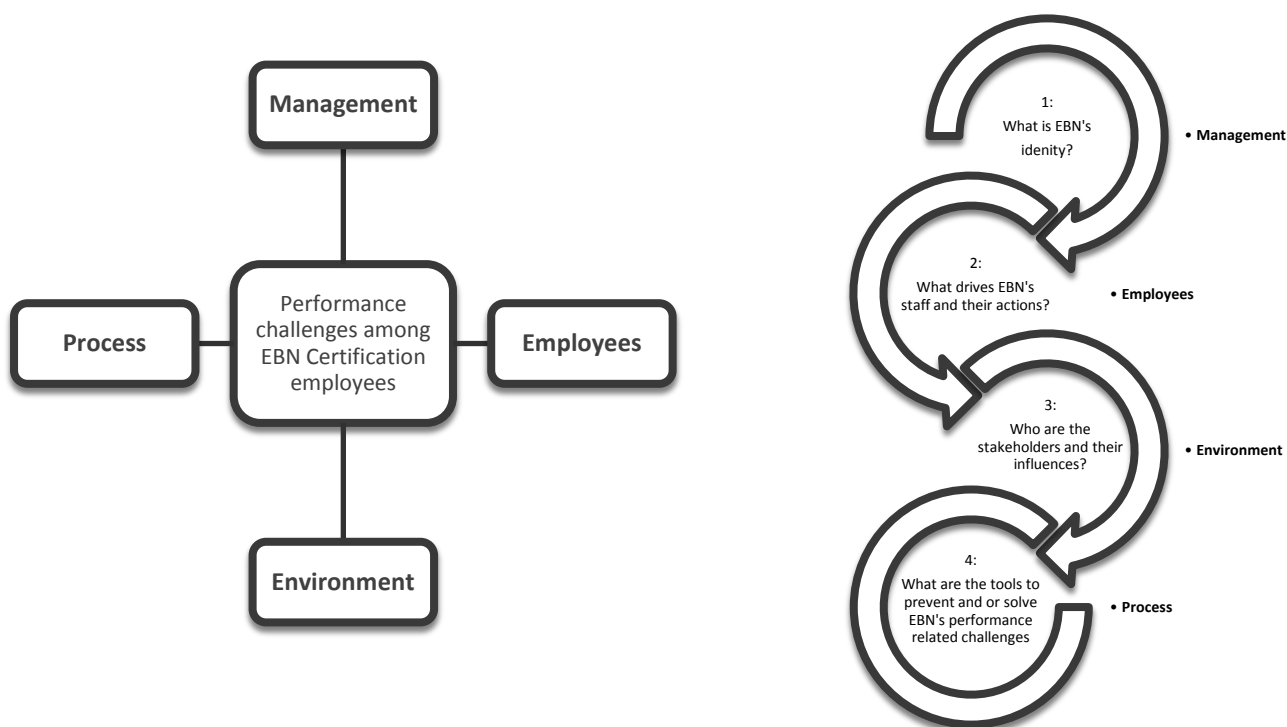 Management
Process
Performance
challenges among
EBN Certification
employees
Employees
Environment
1:
What is EBN's
idenity?
• Management
2:
What drives EBN's
staff and their actions?
• Employees
3:
Who are the
stakeholders and their
influences?
• Environment
4:
What are the tools to
prevent and or solve
EBN's performance
related challenges
• Process